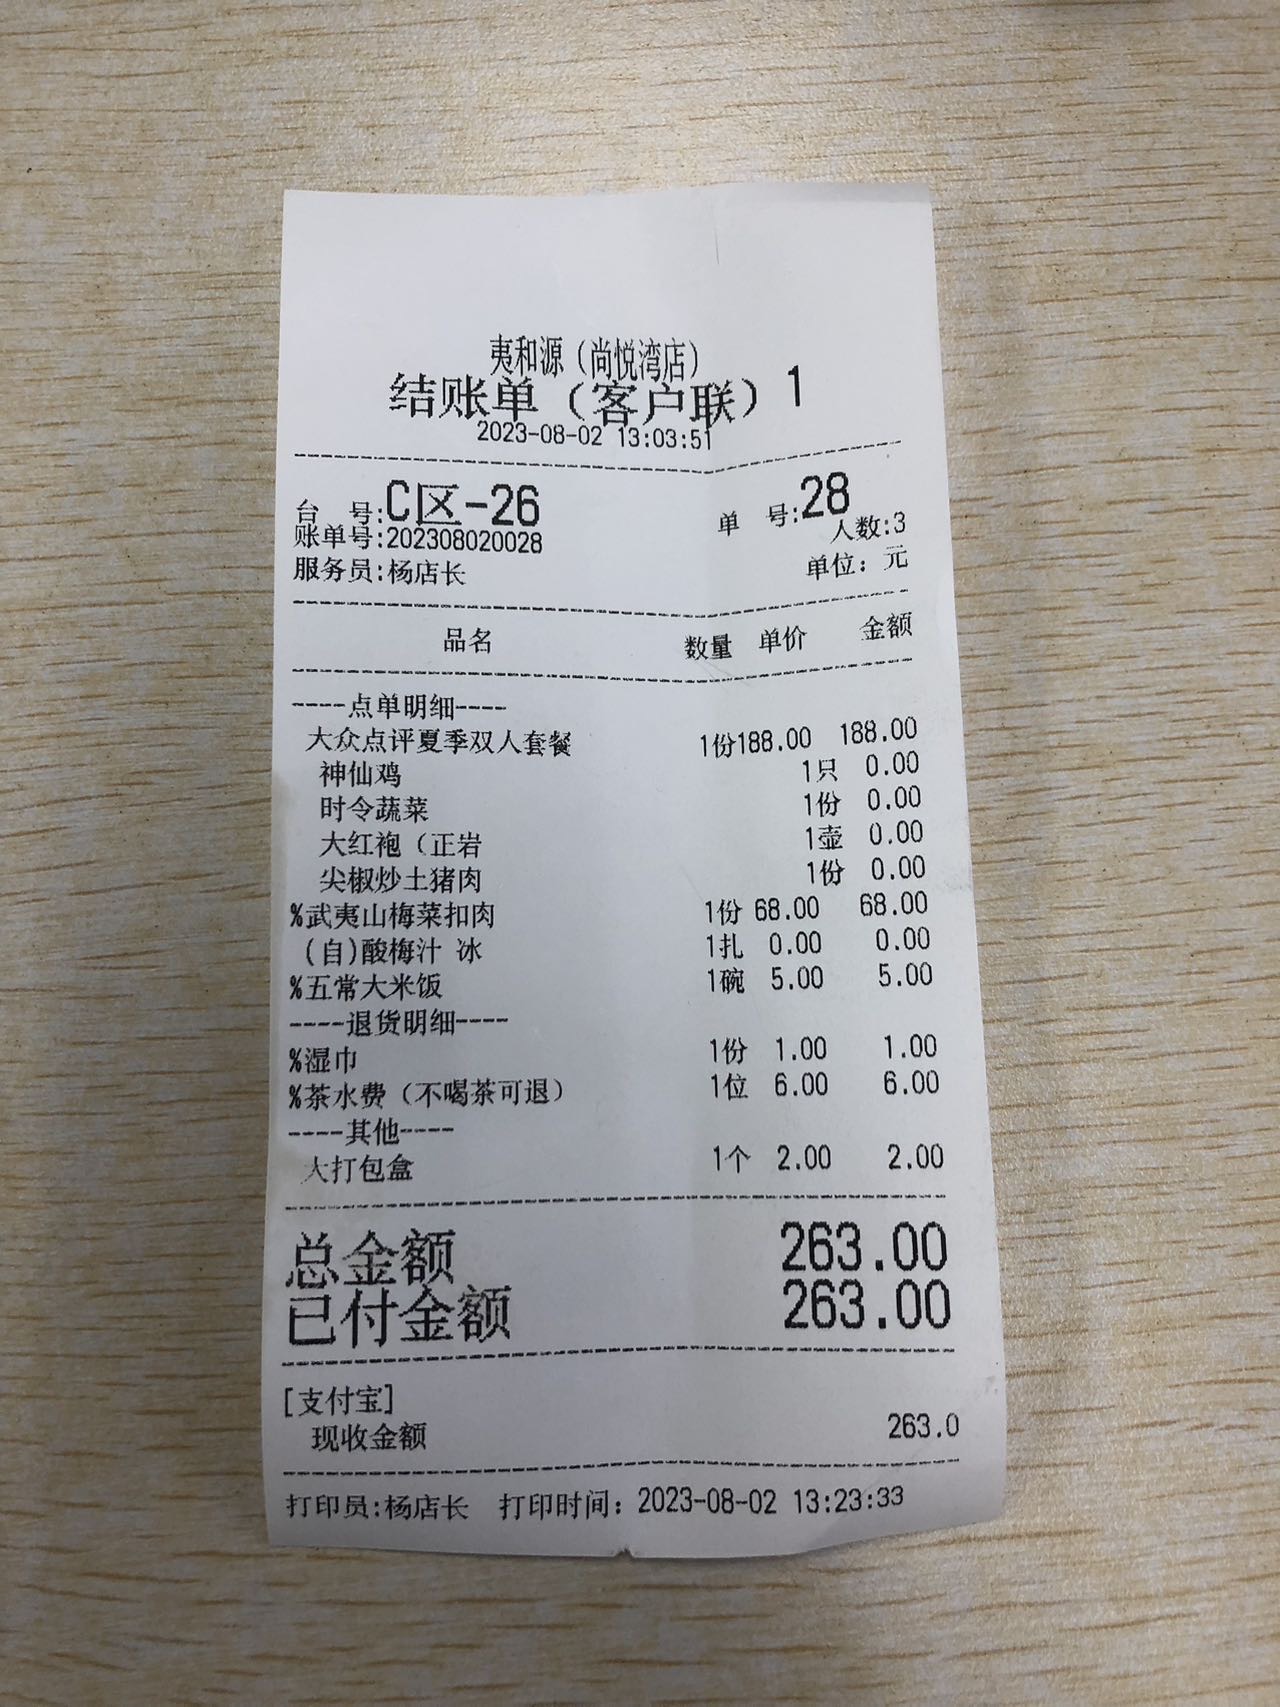 夷和源（尚悦湾店）
结账单（客户联）1
2023-08-02 13:03:51
台 号:C区-26 单 号:28
账单号:202308020028 人数:3
服务员:杨店长 单位：元
品名 数量 单价 金额
----点单明细----
大众点评夏季双人套餐 1份188.00 188.00
神仙鸡 1只 0.00
时令蔬菜 1份 0.00
大红袍（正岩 1壶 0.00
尖椒炒土猪肉 1份 0.00
%武夷山梅菜扣肉 1份 68.00 68.00
(自)酸梅汁 冰 1扎 0.00 0.00
%五常大米饭 1碗 5.00 5.00
----退货明细----
%湿巾 1份 1.00 1.00
%茶水费（不喝茶可退） 1位 6.00 6.00
----其他----
大打包盒 1个 2.00 2.00
总金额 263.00
已付金额 263.00
[支付宝]
现收金额 263.0
打印员:杨店长 打印时间：2023-08-02 13:23:33